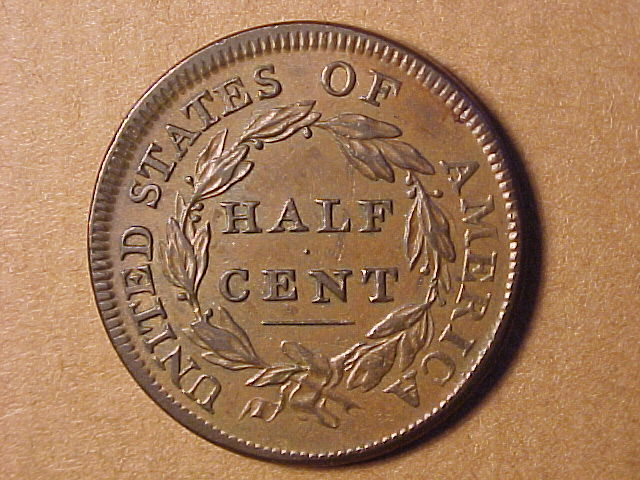 UNITED STATES OF AMERICA
HALF
CENT